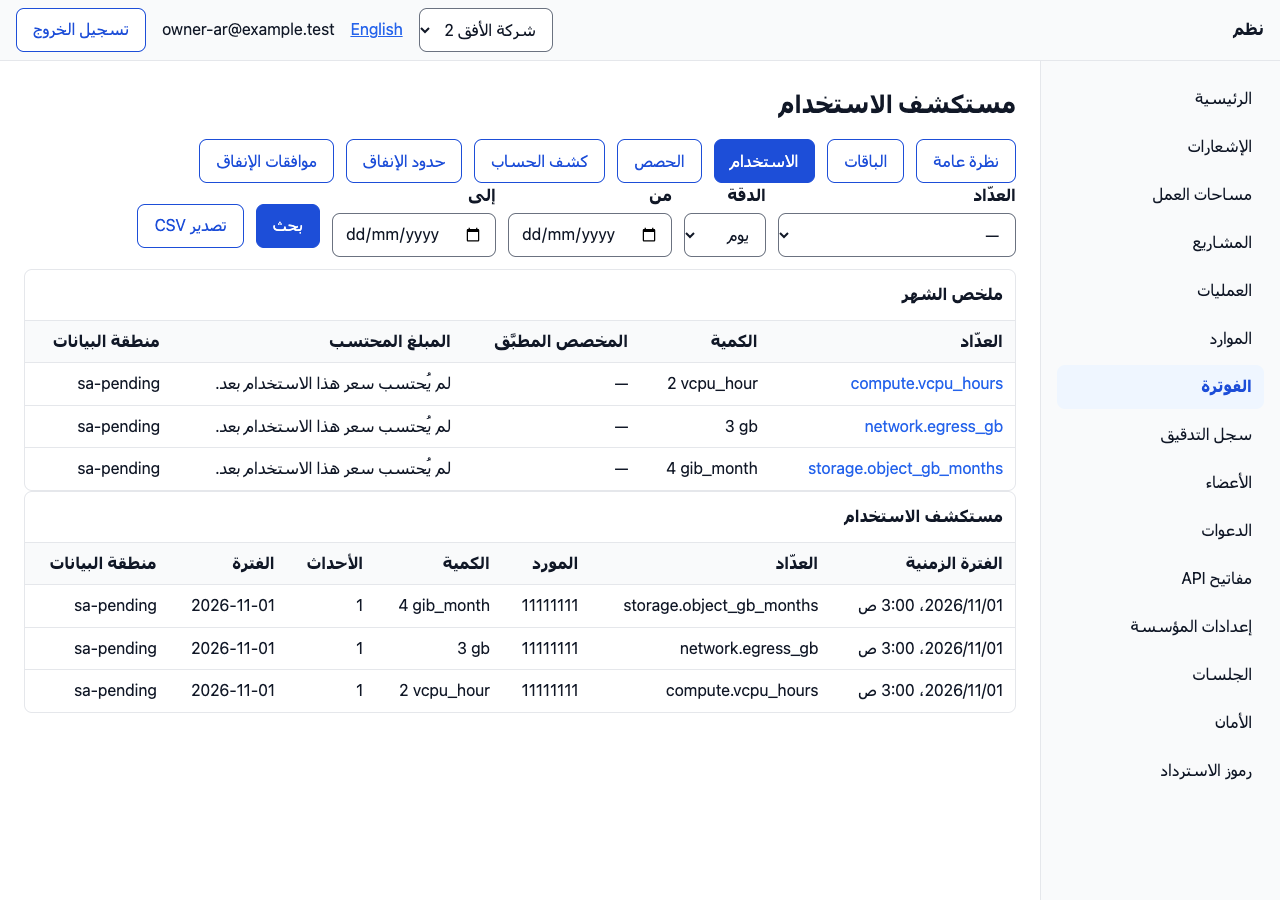 نظم
شركة الأفق 2
English
owner-ar@example.test
تسجيل الخروج
الرئيسية
الإشعارات
مساحات العمل
المشاريع
العمليات
الموارد
الفوترة
سجل التدقيق
الأعضاء
الدعوات
مفاتيح API
إعدادات المؤسسة
الجلسات
الأمان
رموز الاسترداد
مستكشف الاستخدام
نظرة عامة
الباقات
الاستخدام
الحصص
كشف الحساب
حدود الإنفاق
موافقات الإنفاق
العدّاد
—
الدقة
يوم
من
dd/mm/yyyy
إلى
dd/mm/yyyy
بحث
تصدير CSV
ملخص الشهر
العدّاد الكمية المخصص المطبَّق المبلغ المحتسب منطقة البيانات
compute.vcpu_hours 2 vcpu_hour — لم يُحتسب سعر هذا الاستخدام بعد. sa-pending
network.egress_gb 3 gb — لم يُحتسب سعر هذا الاستخدام بعد. sa-pending
storage.object_gb_months 4 gib_month — لم يُحتسب سعر هذا الاستخدام بعد. sa-pending
مستكشف الاستخدام
الفترة الزمنية العدّاد المورد الكمية الأحداث الفترة منطقة البيانات
2026/11/01، 3:00 ص storage.object_gb_months 11111111 4 gib_month 1 2026-11-01 sa-pending
2026/11/01، 3:00 ص network.egress_gb 11111111 3 gb 1 2026-11-01 sa-pending
2026/11/01، 3:00 ص compute.vcpu_hours 11111111 2 vcpu_hour 1 2026-11-01 sa-pending